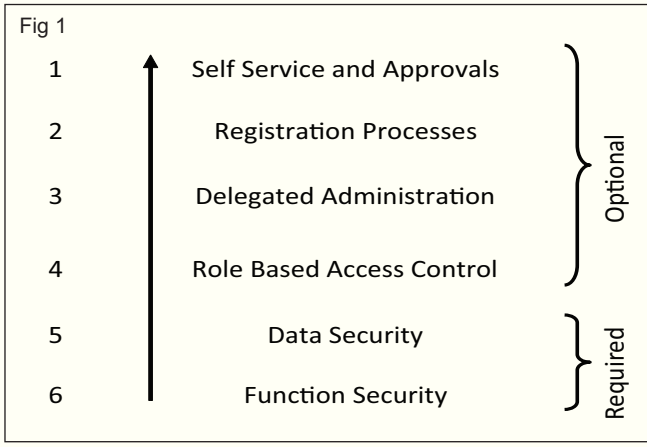 Fig 1
1 Self Service and Approvals
2 Registration Processes
3 Delegated Administration
4 Role Based Access Control
Optional
5 Data Security
6 Function Security
Required